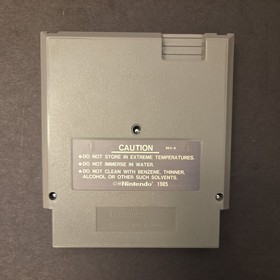 CAUTION
●DO NOT STORE IN EXTREME TEMPERATURES.
●DO NOT IMMERSE IN WATER.
●DO NOT CLEAN WITH BENZENE, THINNER,
ALCOHOL OR OTHER SUCH SOLVENTS.
©®Nintendo® 1985